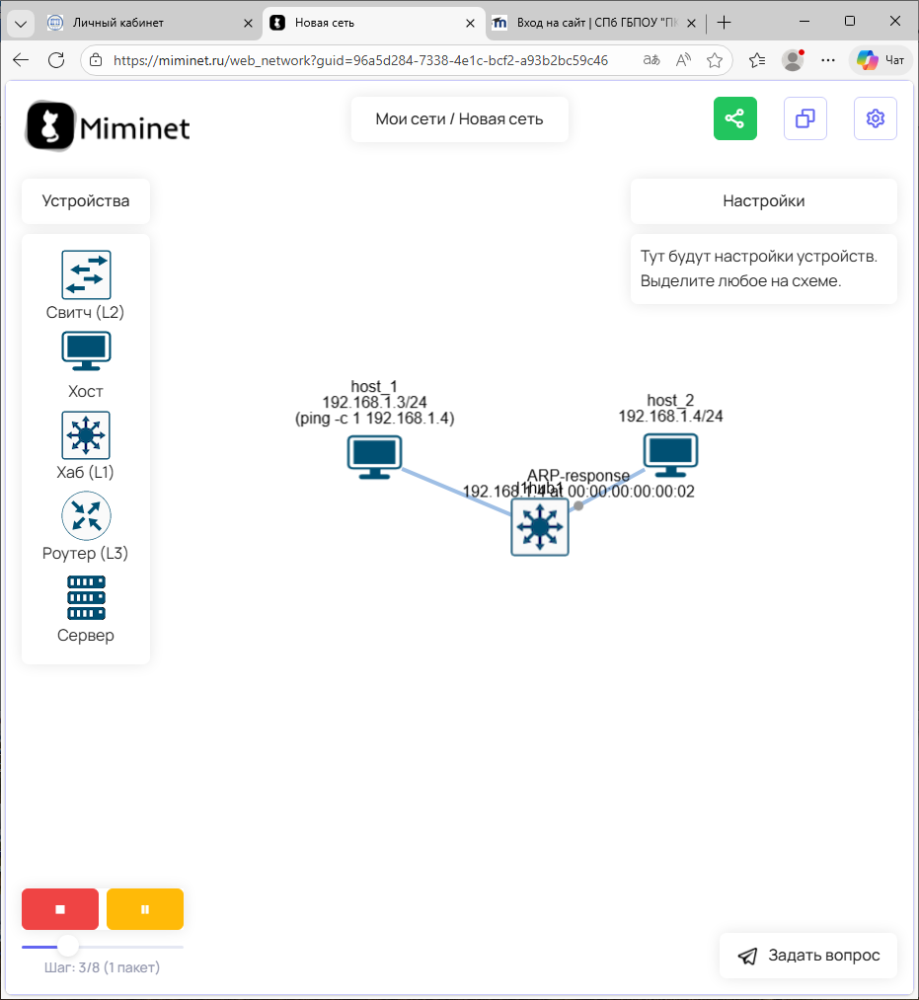 Личный кабинет
Новая сеть
Вход на сайт | СПб ГБПОУ "П
https://miminet.ru/web_network?guid=96a5d284-7338-4e1c-bcf2-a93b2bc59c46
аあ
A
Чат
Miminet
Мои сети / Новая сеть
Устройства
Настройки
Тут будут настройки устройств.
Выделите любое на схеме.
Свитч (L2)
Хост
Хаб (L1)
Роутер (L3)
Сервер
host_1
192.168.1.3/24
(ping -c 1 192.168.1.4)
host_2
192.168.1.4/24
ARP-response
l1hub1
192.168.1.4 at 00:00:00:00:00:02
Шаг: 3/8 (1 пакет)
Задать вопрос